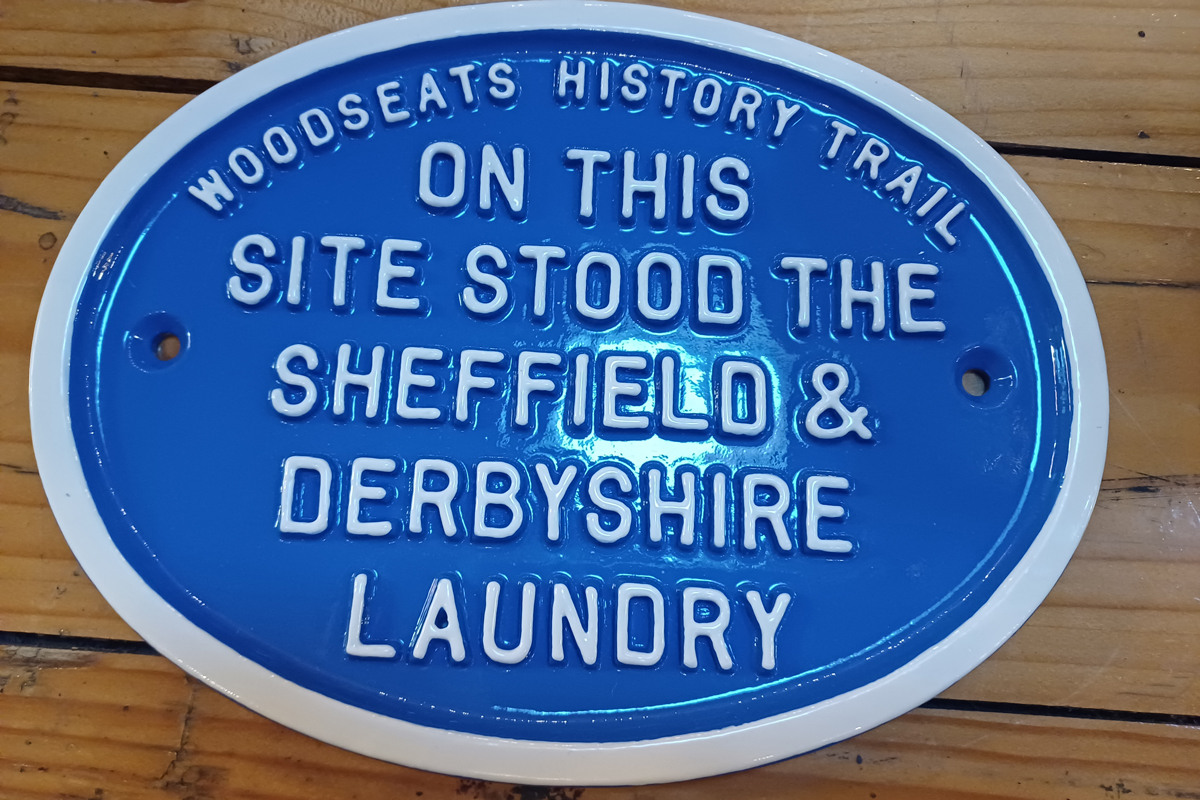 WOODSEATS HISTORY TRAIL
ON THIS
SITE STOOD THE
SHEFFIELD &
DERBYSHIRE
LAUNDRY